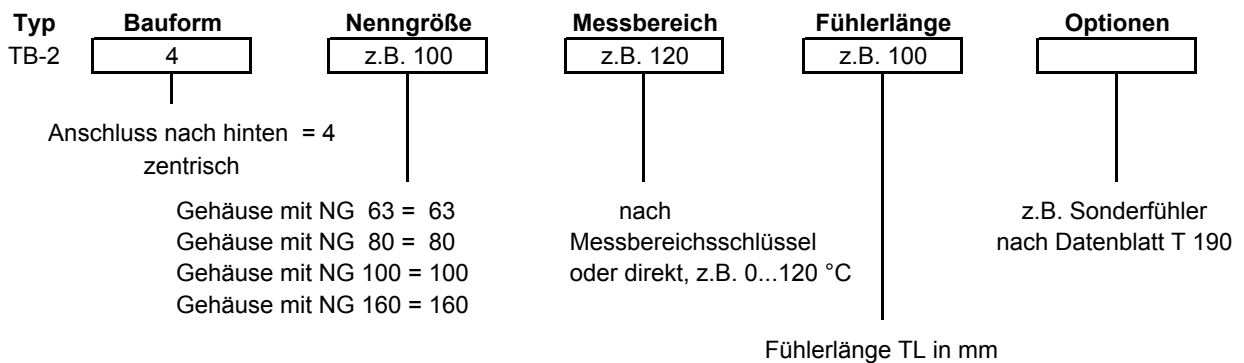 Typ Bauform Nenngröße Messbereich Fühlerlänge Optionen
TB-2 4 z.B. 100 z.B. 120 z.B. 100
Anschluss nach hinten = 4
zentrisch
Gehäuse mit NG 63 = 63
Gehäuse mit NG 80 = 80
Gehäuse mit NG 100 = 100
Gehäuse mit NG 160 = 160
nach
Messbereichsschlüssel
oder direkt, z.B. 0...120 °C
z.B. Sonderfühler
nach Datenblatt T 190
Fühlerlänge TL in mm